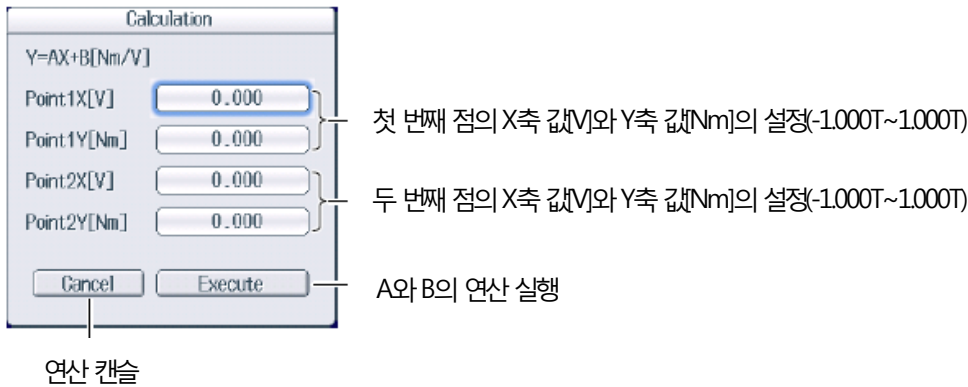 Calculation
Y=AX+B[Nm/V]
Point1X[V] 0.000
Point1Y[Nm] 0.000
첫 번째 점의 X축 값[V]와 Y축 값[Nm]의 설정(-1.000T~1.000T)
Point2X[V] 0.000
Point2Y[Nm] 0.000
두 번째 점의 X축 값[V]와 Y축 값[Nm]의 설정(-1.000T~1.000T)
Cancel Execute
A와 B의 연산 실행
연산 캔슬